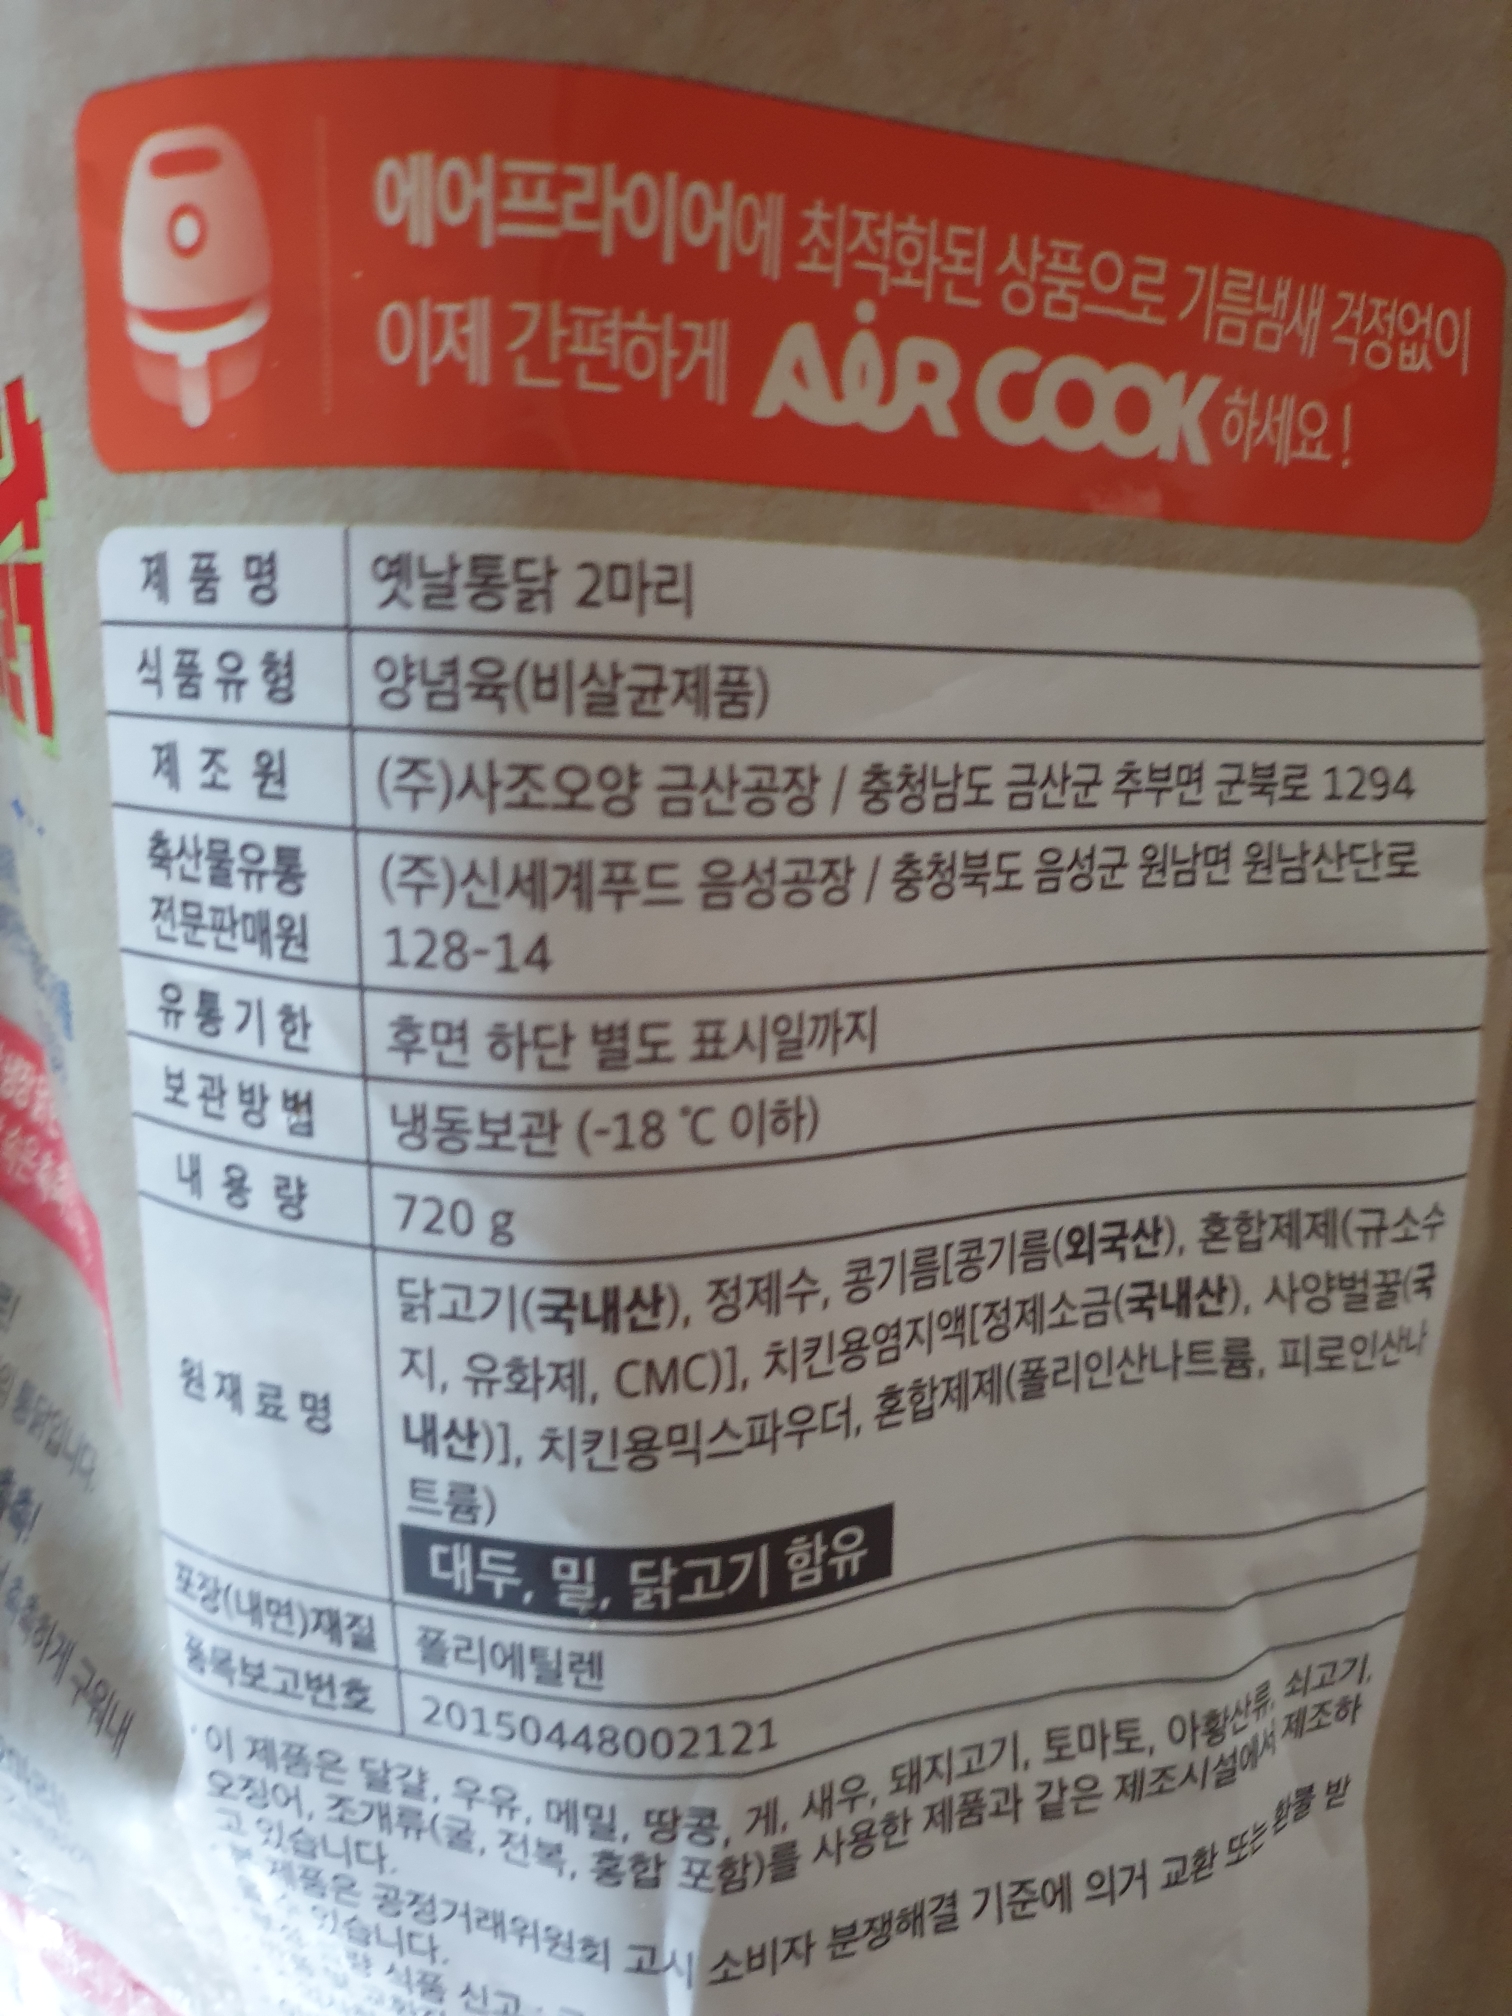 에어프라이어에 최적화된 상품으로 기름냄새 걱정없이
이제 간편하게 AiR COOK 하세요!
제품명 옛날통닭 2마리
식품유형 양념육(비살균제품)
제조원 (주)사조오양 금산공장 / 충청남도 금산군 추부면 군북로 1294
축산물유통 전문판매원 (주)신세계푸드 음성공장 / 충청북도 음성군 원남면 원남산단로
128-14
유통기한 후면 하단 별도 표시일까지
보관방법 냉동보관 (-18 ℃ 이하)
내용량 720 g
원재료명 닭고기(국내산), 정제수, 콩기름[콩기름(외국산), 혼합제제(규소수
지, 유화제, CMC)], 치킨용염지액[정제소금(국내산), 사양벌꿀(국
내산)], 치킨용믹스파우더, 혼합제제(폴리인산나트륨, 피로인산나
트륨)
대두, 밀, 닭고기 함유
포장(내면)재질 폴리에틸렌
품목보고번호 20150448002121
· 이 제품은 달걀, 우유, 메밀, 땅콩, 게, 새우, 돼지고기, 토마토, 아황산류, 쇠고기,
오징어, 조개류(굴, 전복, 홍합 포함)를 사용한 제품과 같은 제조시설에서 제조하
고 있습니다.
제품은 공정거래위원회 고시 소비자 분쟁해결 기준에 의거 교환 또는 환불 받
있습니다.
식품 신고
통닭입니다.
촉촉하게 구워내